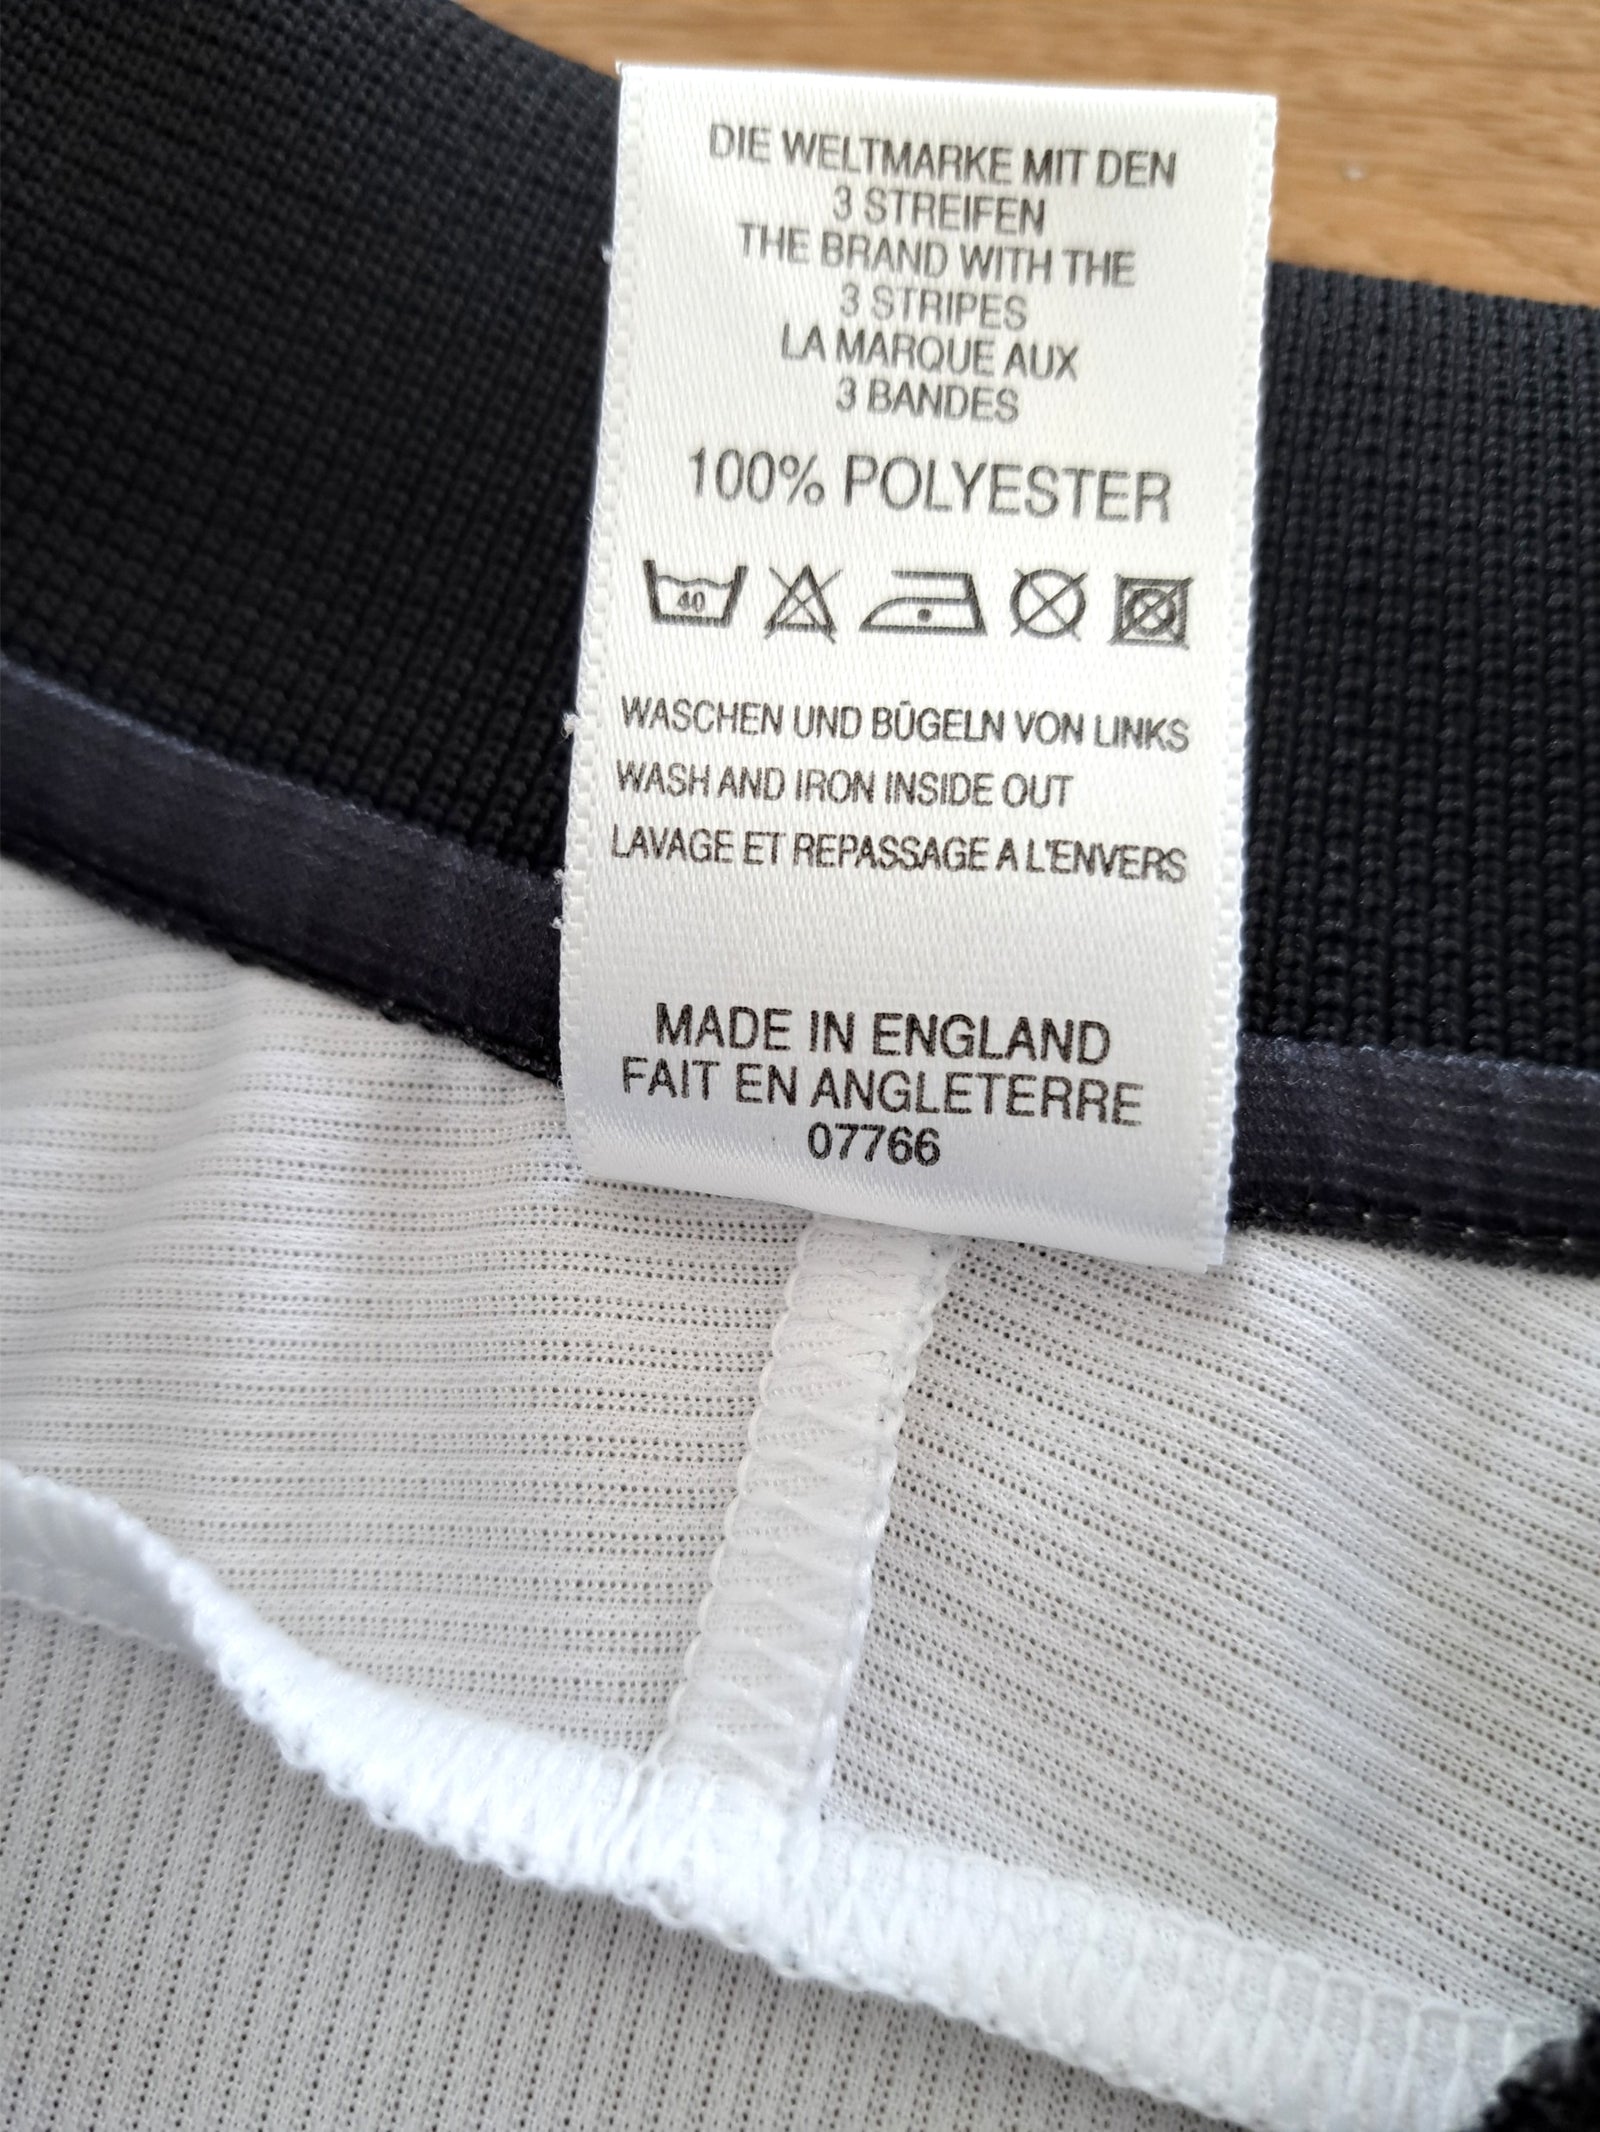 DIE WELTMARKE MIT DEN
3 STREIFEN
THE BRAND WITH THE
3 STRIPES
LA MARQUE AUX
3 BANDES
100% POLYESTER
40
WASCHEN UND BÜGELN VON LINKS
WASH AND IRON INSIDE OUT
LAVAGE ET REPASSAGE A L'ENVERS
MADE IN ENGLAND
FAIT EN ANGLETERRE
07766